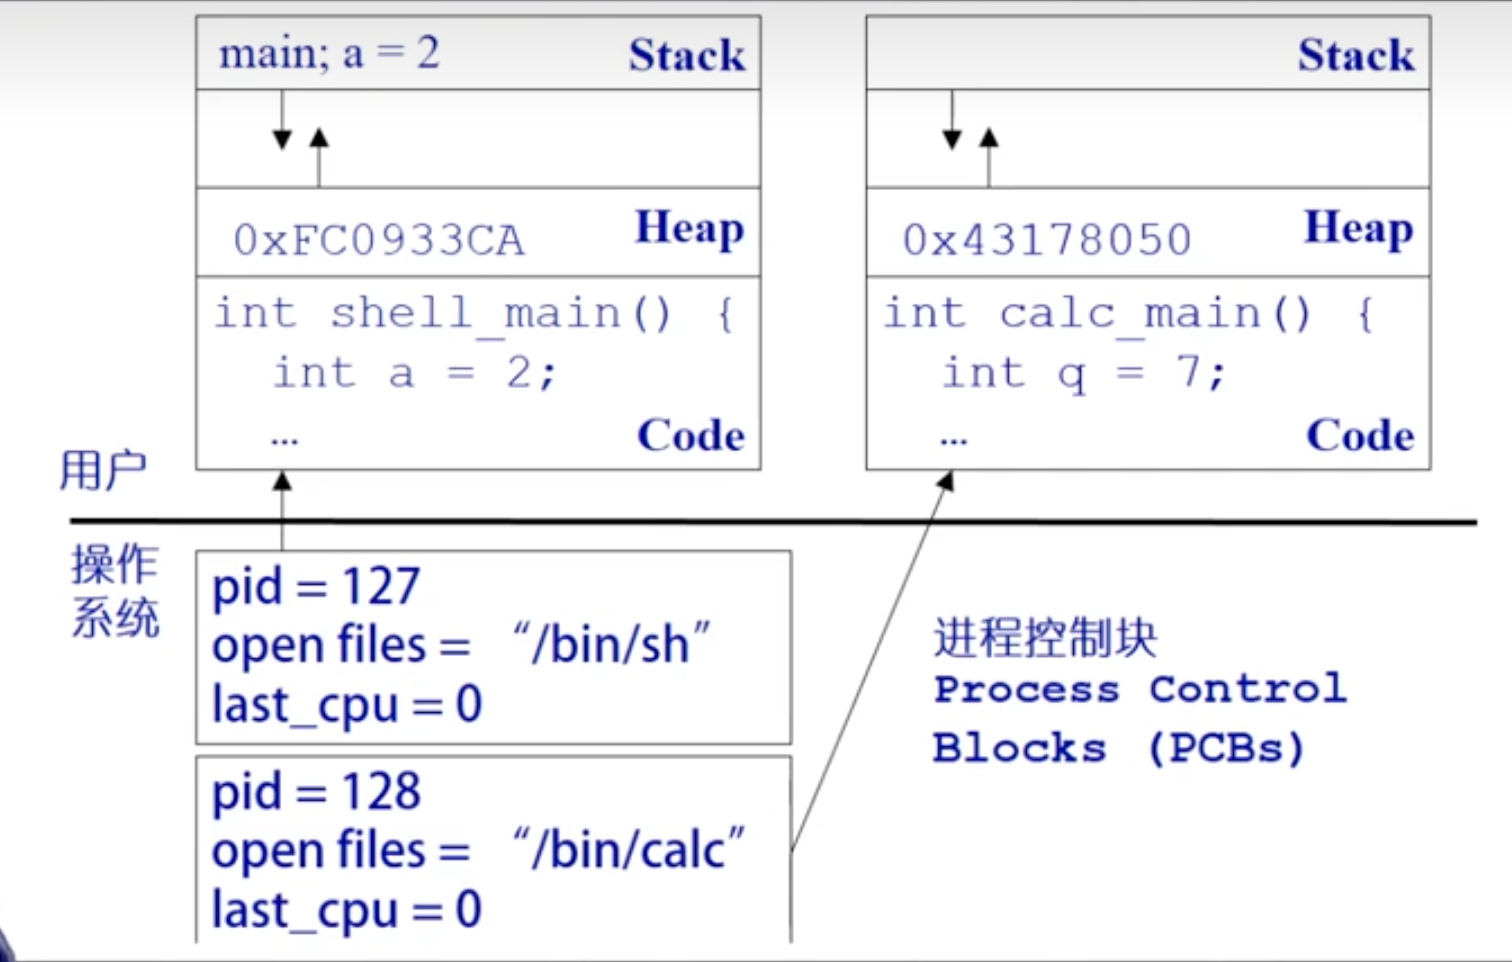 main; a = 2 Stack
0xFC0933CA Heap
int shell_main() {
int a = 2;
... Code
Stack
0x43178050 Heap
int calc_main() {
int q = 7;
... Code
用户
操作
系统
pid = 127
open files = “/bin/sh”
last_cpu = 0
pid = 128
open files = “/bin/calc”
last_cpu = 0
进程控制块
Process Control
Blocks (PCBs)